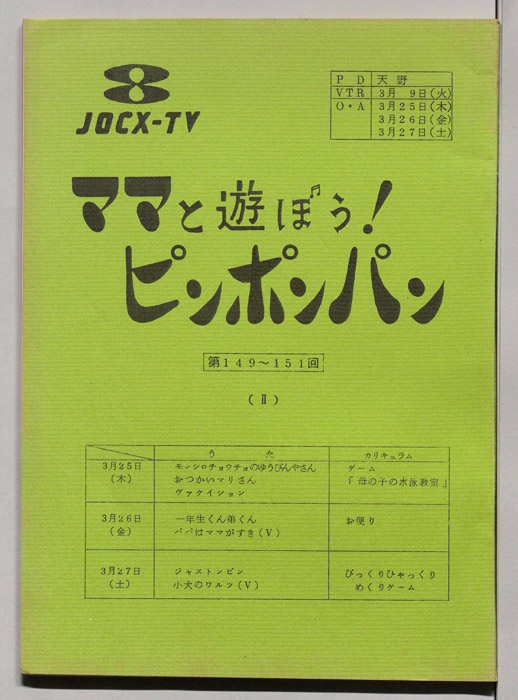 8
JOCX-TV
PD 天野
VTR 3月 9日(火)
O・A 3月25日(木)
3月26日(金)
3月27日(土)
ママと遊ぼう!
ピンポンパン
第149〜151回
(Ⅱ)
うた カリキュラム
3月25日(木) モンシロチョウチョのゆうびんやさん ゲーム
おつかいマリさん 「母の子の水泳教室」
ヴァケイション
3月26日(金) 一年生くん弟くん お便り
パパはママがすき(V)
3月27日(土) ジャストンピン びっくりひゃっくり
小犬のワルツ(V) めくりゲーム